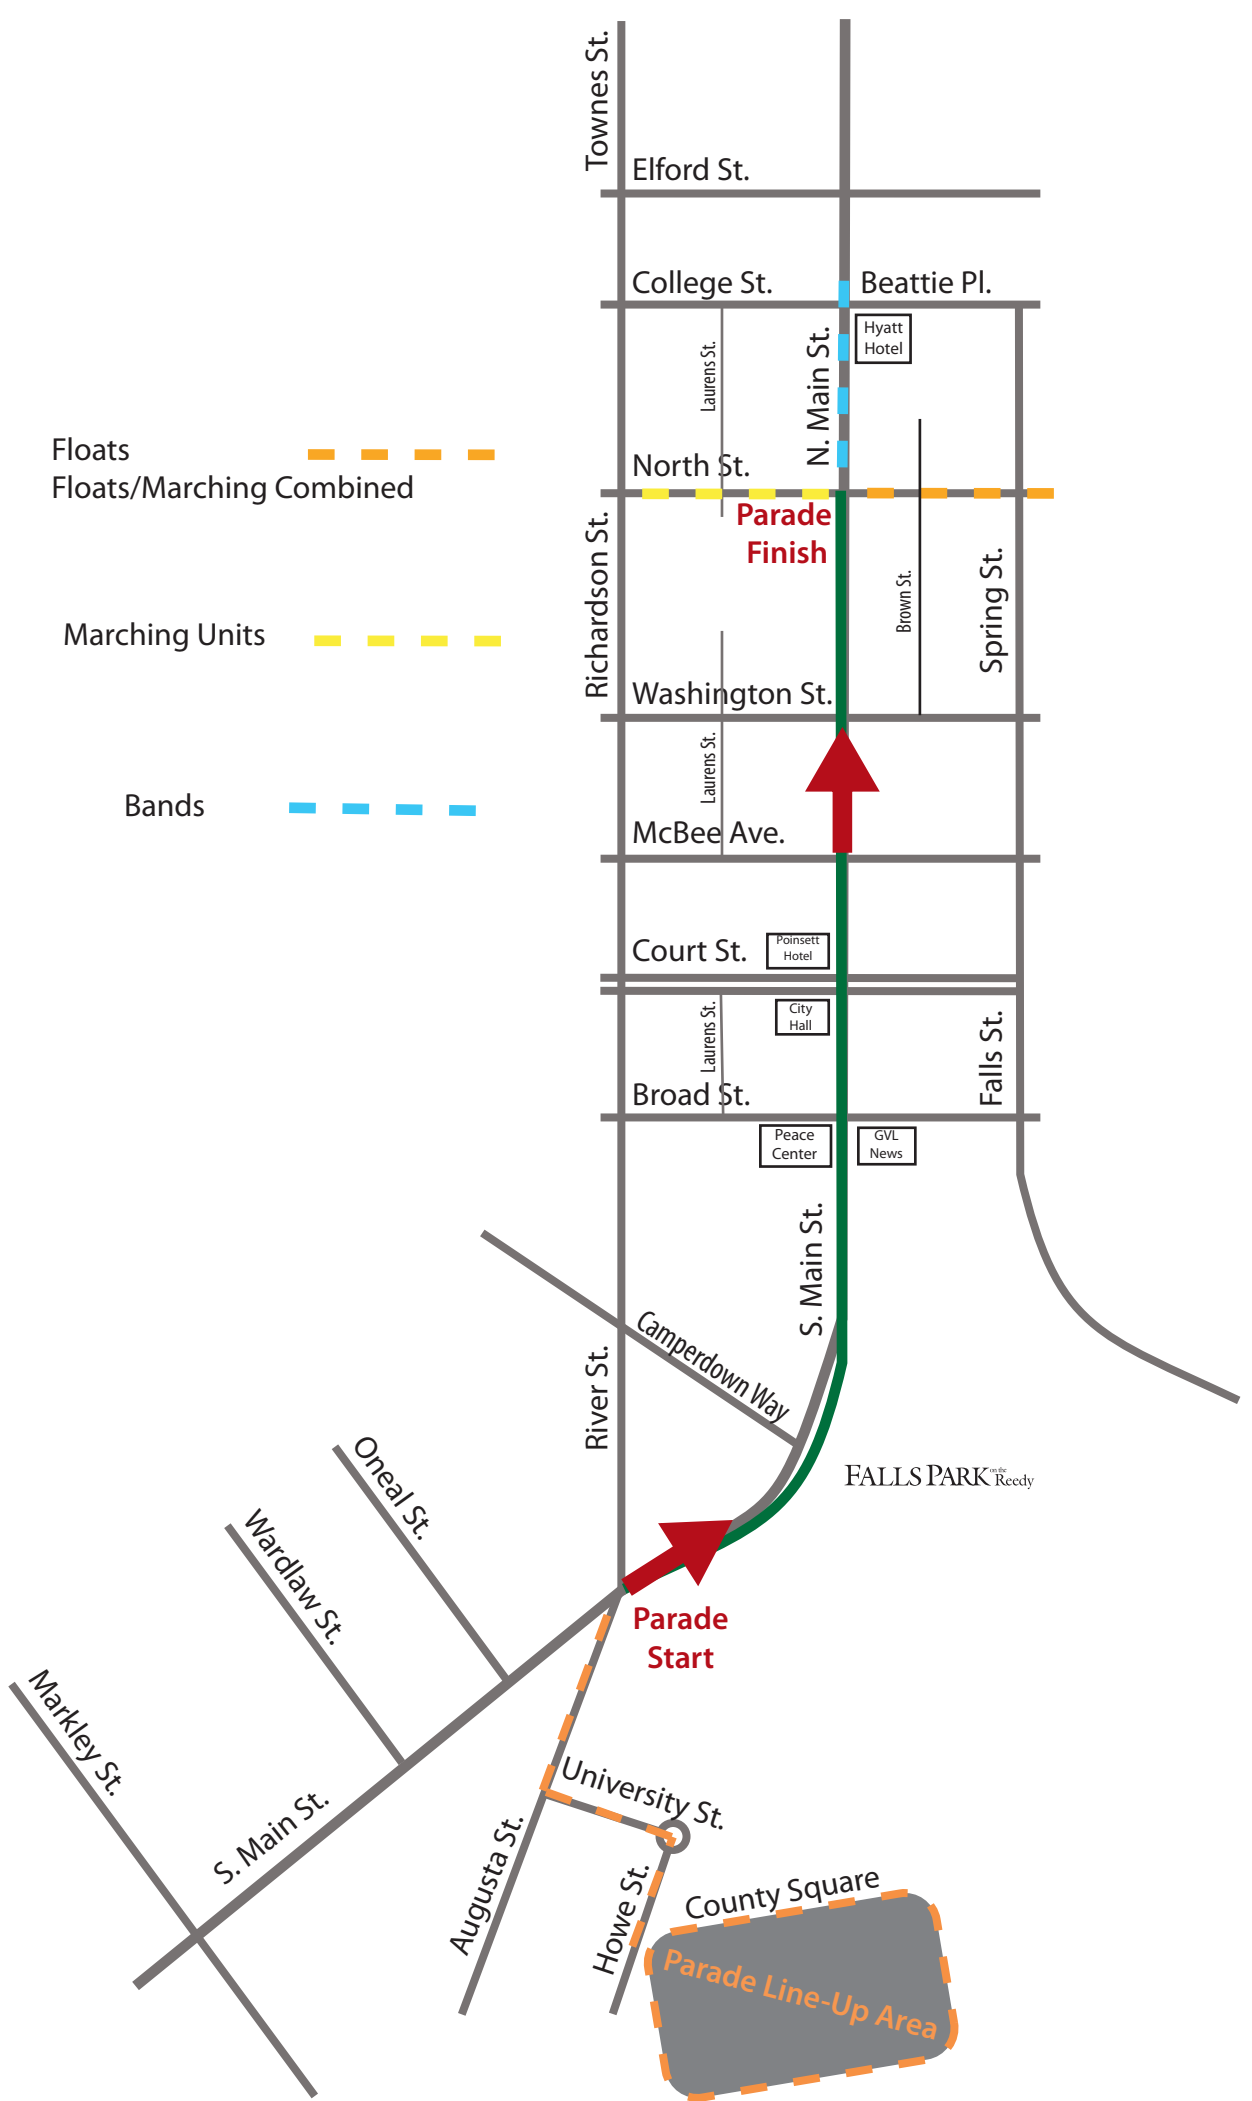 Townes St.
Elford St.
College St.
Beattie Pl.
Hyatt
Hotel
Laurens St.
N. Main St.
Floats
Floats/Marching Combined
North St.
Parade
Finish
Richardson St.
Brown St.
Spring St.
Marching Units
Washington St.
Laurens St.
Bands
McBee Ave.
Court St.
Poinsett
Hotel
City
Hall
Laurens St.
Falls St.
Broad St.
Peace
Center
GVL
News
S. Main St.
Camperdown Way
River St.
FALLS PARK on the Reedy
Oneal St.
Wardlaw St.
Parade
Start
Markley St.
University St.
S. Main St.
Augusta St.
Howe St.
County Square
Parade Line-Up Area